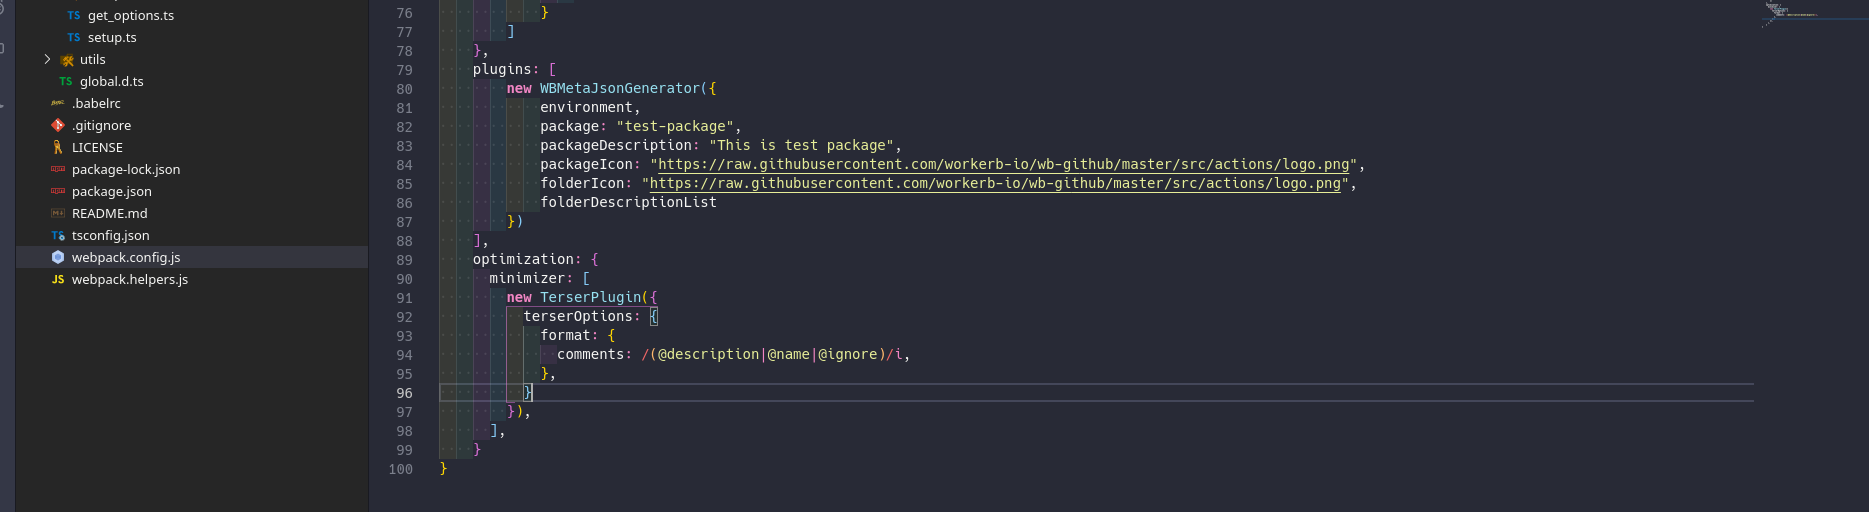 get_options.ts
setup.ts
utils
TS global.d.ts
.babelrc
.gitignore
LICENSE
package-lock.json
package.json
README.md
tsconfig.json
webpack.config.js
JS webpack.helpers.js
76 }
77 ]
78 },
79 plugins: [
80 new WBMetaJsonGenerator({
81 environment,
82 package: "test-package",
83 packageDescription: "This is test package",
84 packageIcon: "https://raw.githubusercontent.com/workerb-io/wb-github/master/src/actions/logo.png",
85 folderIcon: "https://raw.githubusercontent.com/workerb-io/wb-github/master/src/actions/logo.png",
86 folderDescriptionList
87 })
88 ],
89 optimization: {
90 minimizer: [
91 new TerserPlugin({
92 terserOptions: {
93 format: {
94 comments: /(@description|@name|@ignore)/i,
95 },
96 }
97 }),
98 ],
99 }
100 }